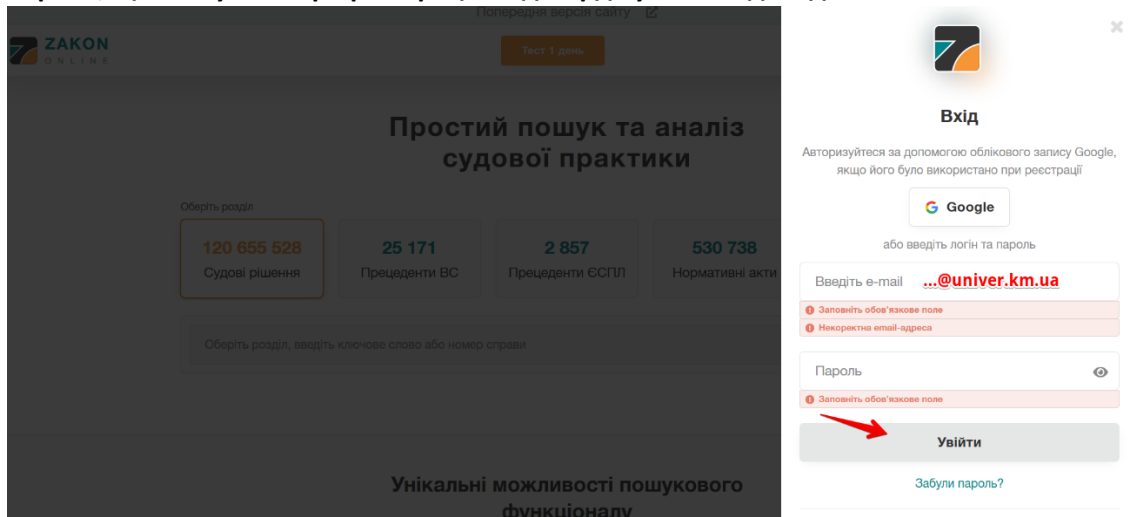 Попередня версія сайту
ZAKON
ONLINE
Тест 1 день
Простий пошук та аналіз
судової практики
Оберіть розділ
120 655 528
Судові рішення
25 171
Прецеденти ВС
2 857
Прецеденти ЄСПЛ
530 738
Нормативні акти
Оберіть розділ, введіть ключове слово або номер справи
Унікальні можливості пошукового
функціоналу
Вхід
Авторизуйтеся за допомогою облікового запису Google,
якщо його було використано при реєстрації
Google
або введіть логін та пароль
Введіть e-mail ...@univer.km.ua
Заповніть обов'язкове поле
Некоректна email-адреса
Пароль
Заповніть обов'язкове поле
Увійти
Забули пароль?